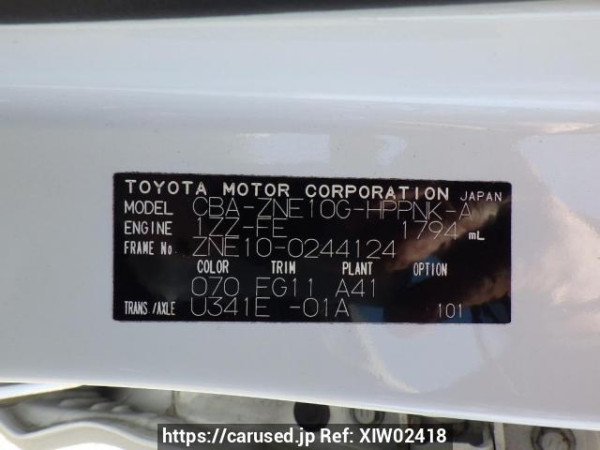 TOYOTA MOTOR CORPORATION JAPAN
MODEL CBA-ZNE10G-HPPNK-A
ENGINE 1ZZ-FE 1794 mL
FRAME No ZNE10-0244124
COLOR TRIM PLANT OPTION
070 FG11 A41
TRANS./AXLE U341E -01A 101
https://carused.jp Ref: XIW02418